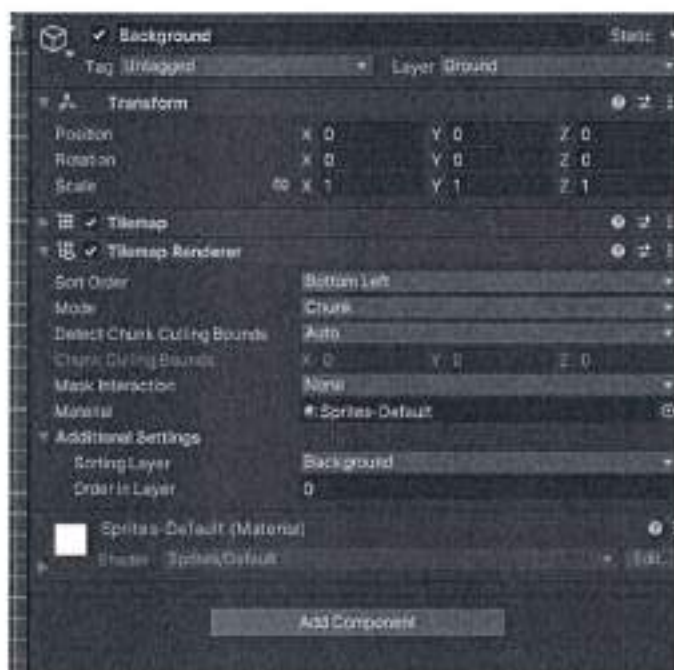 Background Static
Tag Untagged Layer Ground
Transform
Position X 0 Y 0 Z 0
Rotation X 0 Y 0 Z 0
Scale X 1 Y 1 Z 1
Tilemap
Tilemap Renderer
Sort Order Bottom Left
Mode Chunk
Detect Chunk Culling Bounds Auto
Chunk Culling Bounds X 0 Y 0 Z 0
Mask Interaction None
Material Sprites-Default
Additional Settings
Sorting Layer Background
Order in Layer 0
Sprites-Default (Material)
Shader Sprites/Default Edit...
Add Component